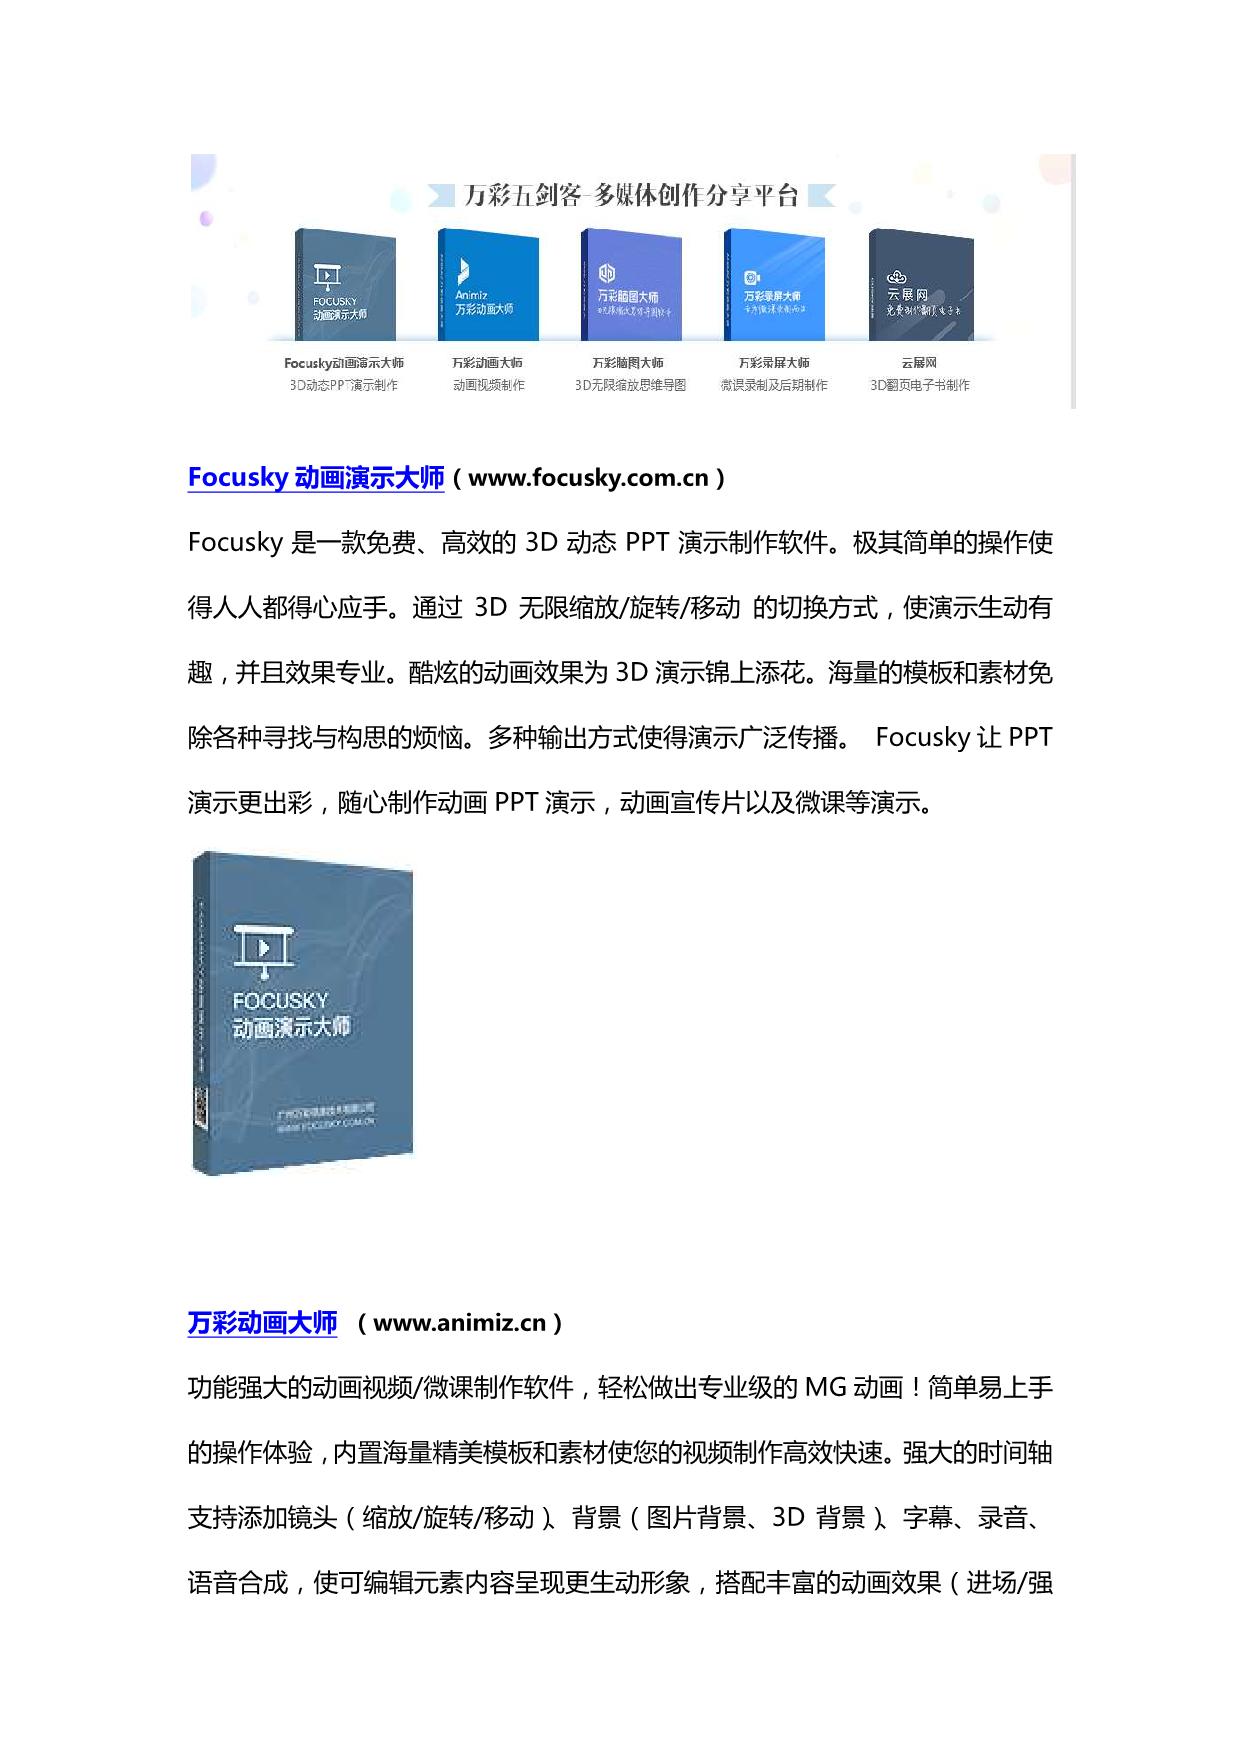 万彩五剑客-多媒体创作分享平台
FOCUSKY
动画演示大师
Animiz
万彩动画大师
万彩脑图大师
万彩录屏大师
云展网
免费制作翻页电子书
Focusky动画演示大师 万彩动画大师 万彩脑图大师 万彩录屏大师 云展网
3D动态PPT演示制作 动画视频制作 3D无限缩放思维导图 微课录制及后期制作 3D翻页电子书制作
Focusky 动画演示大师（www.focusky.com.cn）
Focusky 是一款免费、高效的 3D 动态 PPT 演示制作软件。极其简单的操作使
得人人都得心应手。通过 3D 无限缩放/旋转/移动 的切换方式，使演示生动有
趣，并且效果专业。酷炫的动画效果为 3D 演示锦上添花。海量的模板和素材免
除各种寻找与构思的烦恼。多种输出方式使得演示广泛传播。 Focusky 让 PPT
演示更出彩，随心制作动画 PPT 演示，动画宣传片以及微课等演示。
FOCUSKY
动画演示大师
WWW.FOCUSKY.COM.CN
万彩动画大师 （www.animiz.cn）
功能强大的动画视频/微课制作软件，轻松做出专业级的 MG 动画！简单易上手
的操作体验，内置海量精美模板和素材使您的视频制作高效快速。强大的时间轴
支持添加镜头（缩放/旋转/移动）、背景（图片背景、3D 背景）、字幕、录音、
语音合成，使可编辑元素内容呈现更生动形象，搭配丰富的动画效果（进场/强